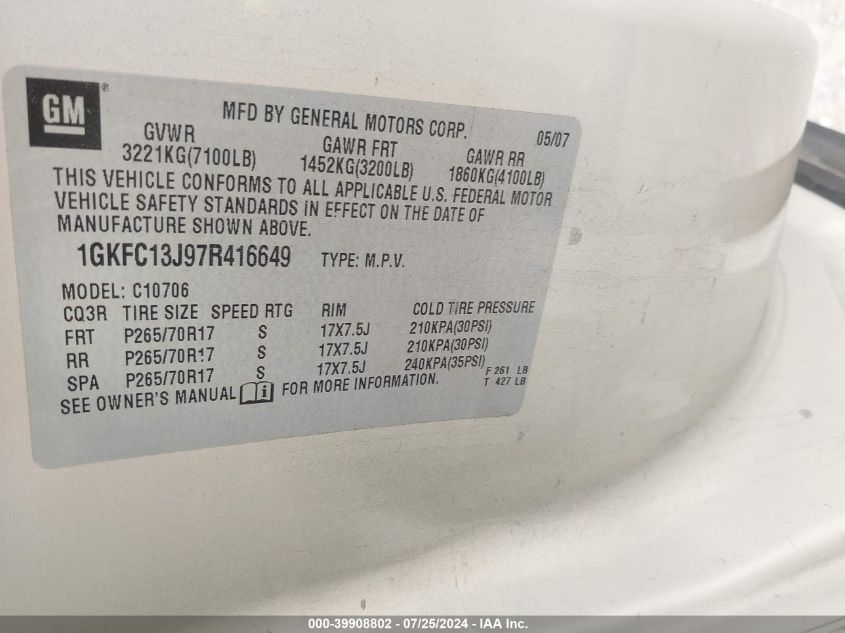 GM ®
MFD BY GENERAL MOTORS CORP. 05/07
GVWR GAWR FRT GAWR RR
3221KG(7100LB) 1452KG(3200LB) 1860KG(4100LB)
THIS VEHICLE CONFORMS TO ALL APPLICABLE U.S. FEDERAL MOTOR
VEHICLE SAFETY STANDARDS IN EFFECT ON THE DATE OF
MANUFACTURE SHOWN ABOVE.
1GKFC13J97R416649 TYPE: M.P.V.
MODEL: C10706
CQ3R TIRE SIZE SPEED RTG RIM COLD TIRE PRESSURE
FRT P265/70R17 S 17X7.5J 210KPA(30PSI)
RR P265/70R17 S 17X7.5J 210KPA(30PSI)
SPA P265/70R17 S 17X7.5J 240KPA(35PSI) F 261 LB
SEE OWNER'S MANUAL i FOR MORE INFORMATION. T 427 LB
000-39908802 - 07/25/2024 - IAA Inc.